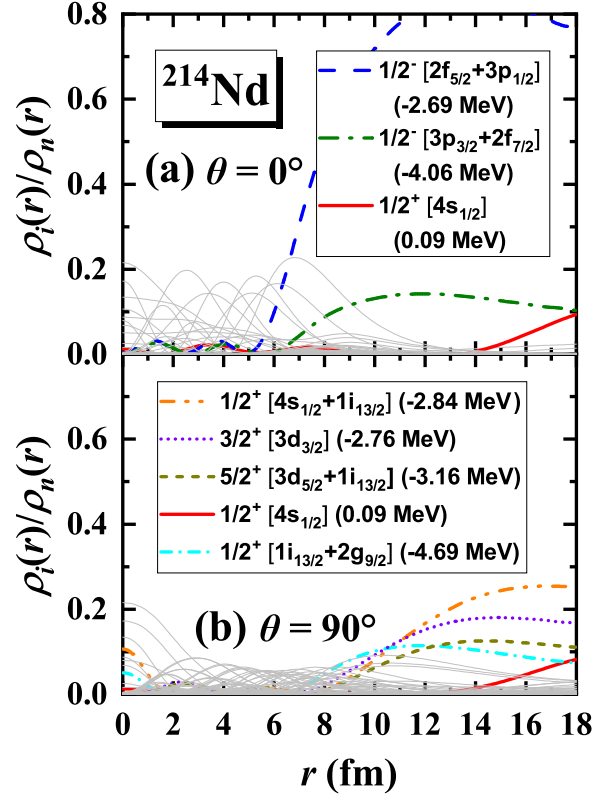 ²¹⁴Nd
(a) θ = 0°
1/2⁻ [2f₅/₂+3p₁/₂]
(-2.69 MeV)
1/2⁻ [3p₃/₂+2f₇/₂]
(-4.06 MeV)
1/2⁺ [4s₁/₂]
(0.09 MeV)
ρᵢ(r)/ρₙ(r)
0.8
0.4
0.2
0.0
1/2⁺ [4s₁/₂+1i₁₃/₂] (-2.84 MeV)
3/2⁺ [3d₃/₂] (-2.76 MeV)
5/2⁺ [3d₅/₂+1i₁₃/₂] (-3.16 MeV)
1/2⁺ [4s₁/₂] (0.09 MeV)
1/2⁺ [1i₁₃/₂+2g₉/₂] (-4.69 MeV)
(b) θ = 90°
ρᵢ(r)/ρₙ(r)
0.4
0.2
0.0
0 2 4 6 8 10 12 14 16 18
r (fm)